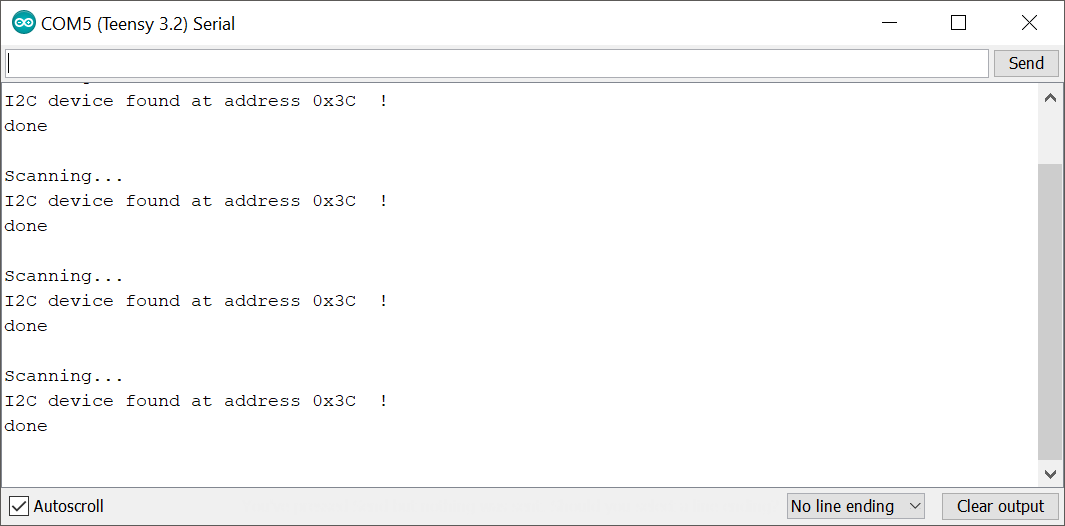 COM5 (Teensy 3.2) Serial
Send
I2C device found at address 0x3C  !
done
Scanning...
I2C device found at address 0x3C  !
done
Scanning...
I2C device found at address 0x3C  !
done
Scanning...
I2C device found at address 0x3C  !
done
Autoscroll
No line ending
Clear output